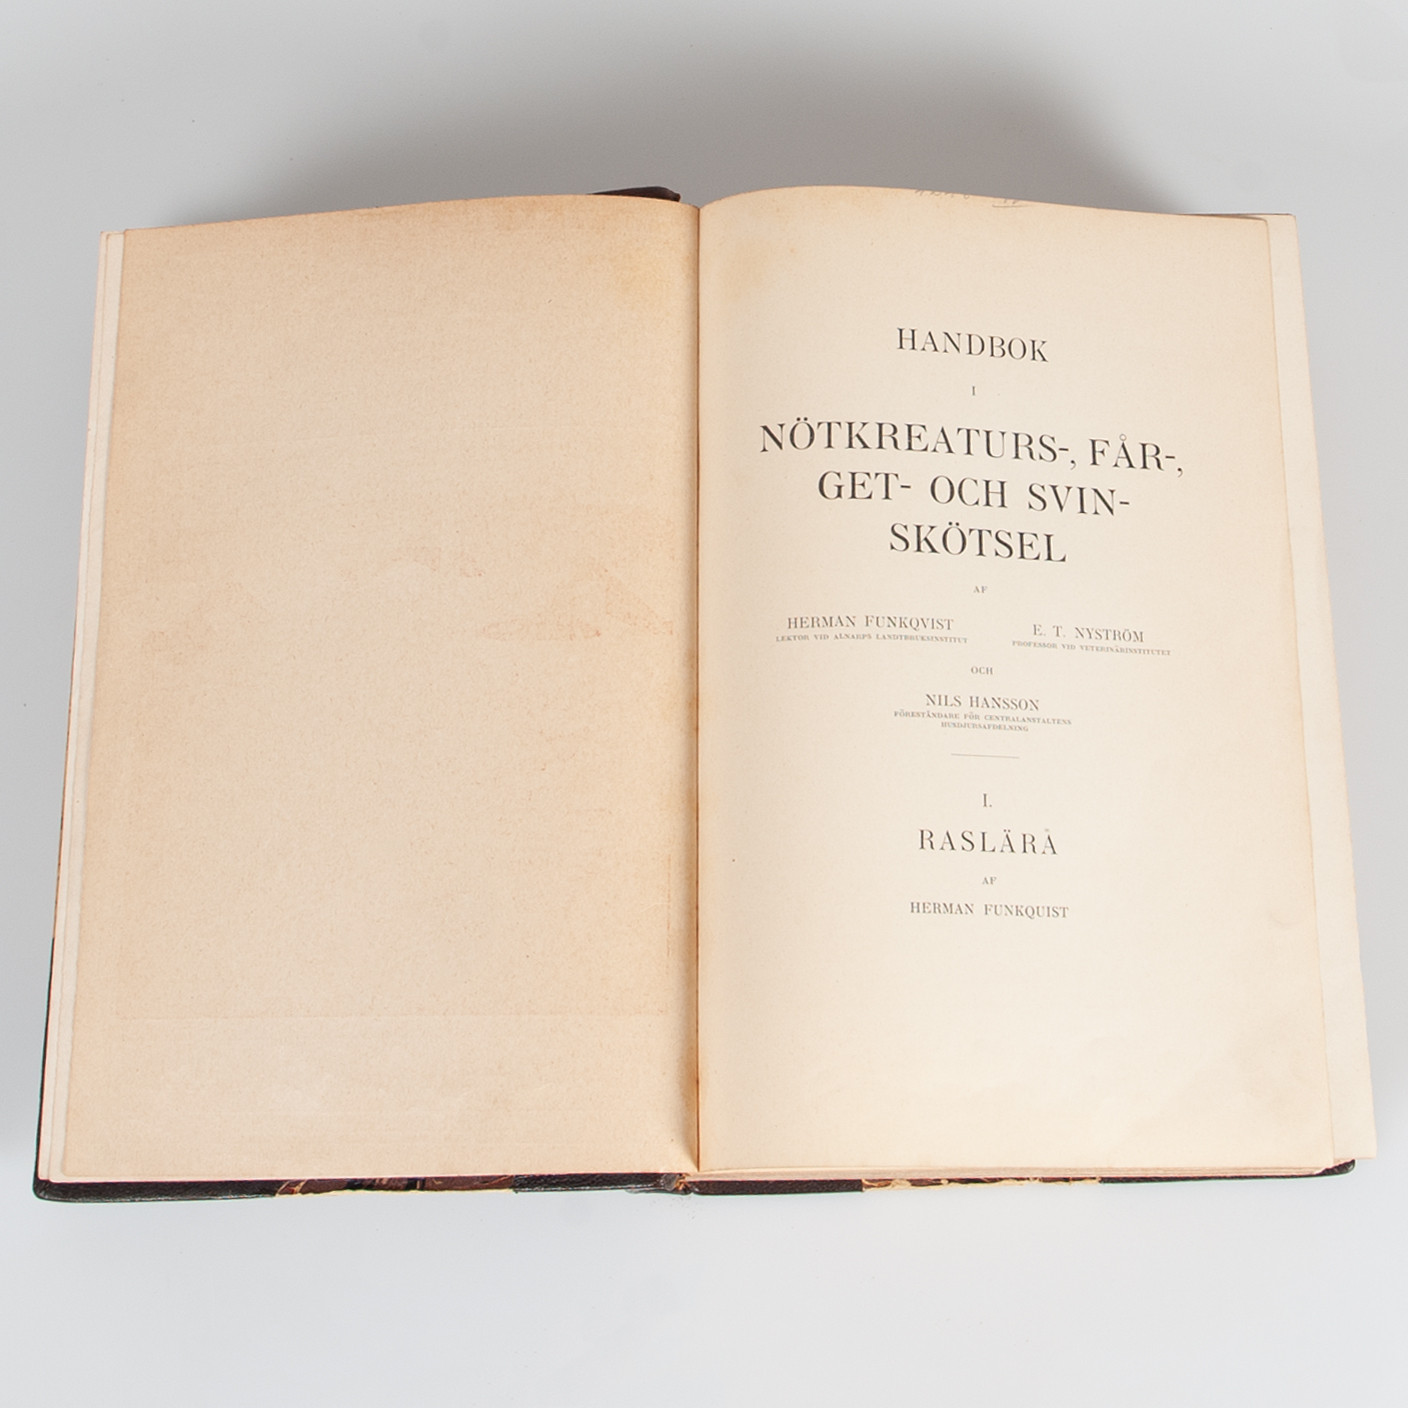 HANDBOK
I
NÖTKREATURS-, FÅR-,
GET- OCH SVIN-
SKÖTSEL
AF
HERMAN FUNKQVIST
LEKTOR VID ALNARPS LANDTBRUKSINSTITUT
E. T. NYSTRÖM
PROFESSOR VID VETERINÄRINSTITUTET
OCH
NILS HANSSON
FÖRESTÅNDARE FÖR CENTRALANSTALTENS
HUSDJURSAFDELNING
I.
RASLÄRÅ
AF
HERMAN FUNKQUIST